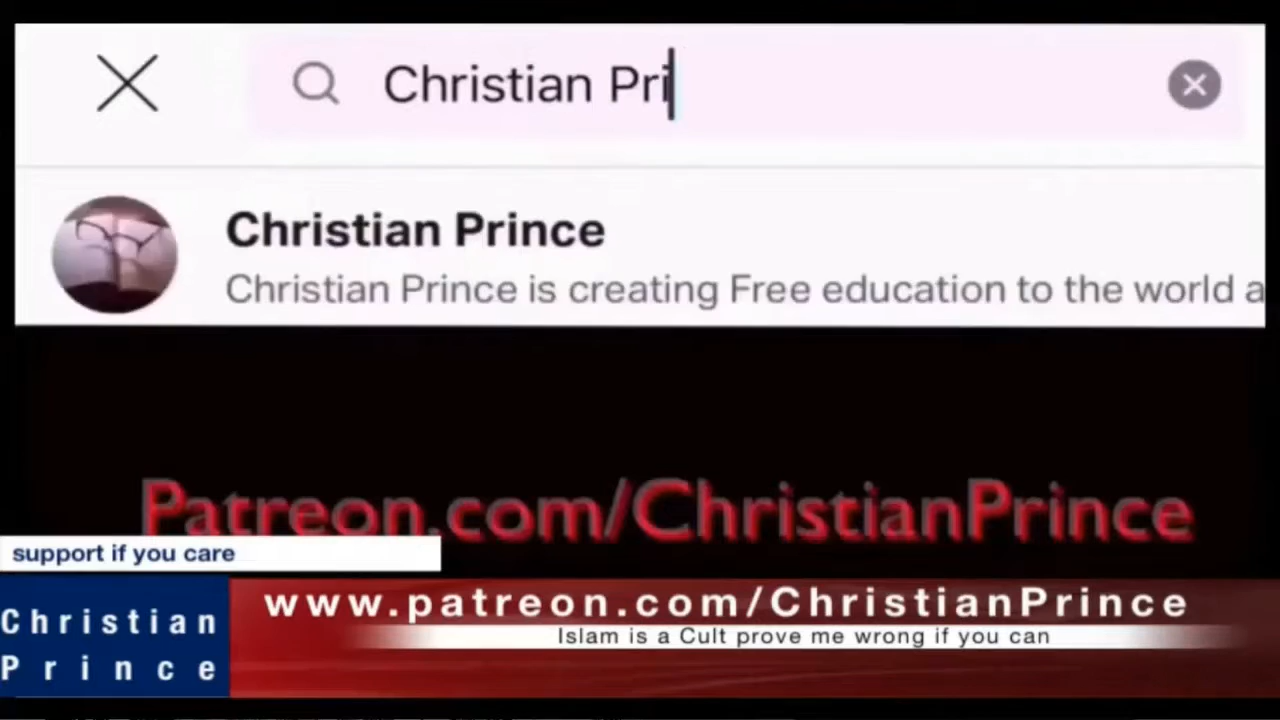 Christian Pri
Christian Prince
Christian Prince is creating Free education to the world a
Patreon.com/ChristianPrince
support if you care
Christian
Prince
www.patreon.com/ChristianPrince
Islam is a Cult prove me wrong if you can